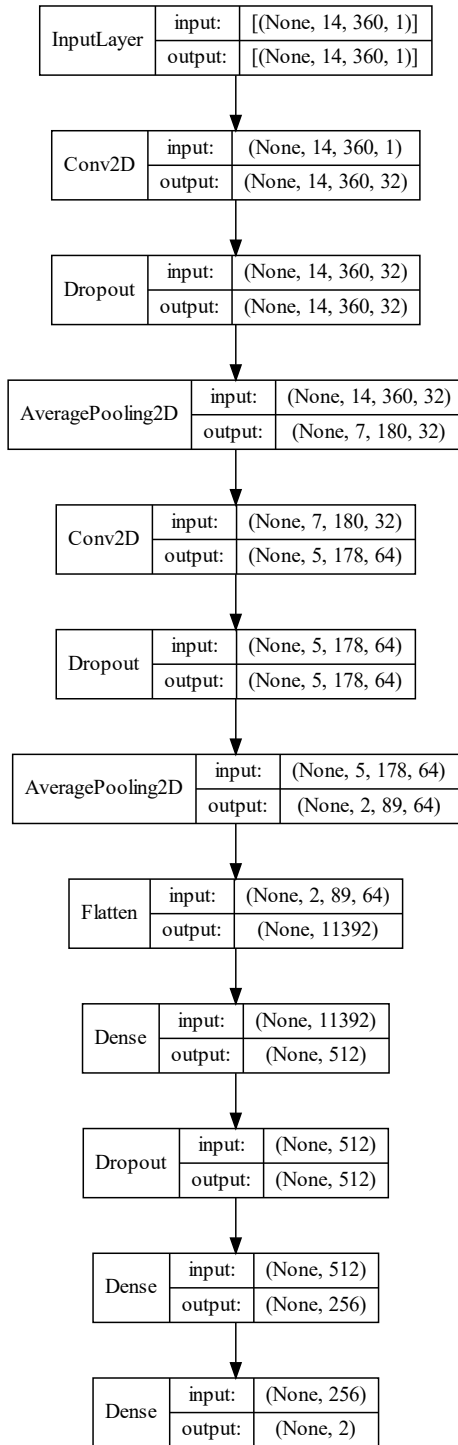 InputLayer
input: [(None, 14, 360, 1)]
output: [(None, 14, 360, 1)]
Conv2D
input: (None, 14, 360, 1)
output: (None, 14, 360, 32)
Dropout
input: (None, 14, 360, 32)
output: (None, 14, 360, 32)
AveragePooling2D
input: (None, 14, 360, 32)
output: (None, 7, 180, 32)
Conv2D
input: (None, 7, 180, 32)
output: (None, 5, 178, 64)
Dropout
input: (None, 5, 178, 64)
output: (None, 5, 178, 64)
AveragePooling2D
input: (None, 5, 178, 64)
output: (None, 2, 89, 64)
Flatten
input: (None, 2, 89, 64)
output: (None, 11392)
Dense
input: (None, 11392)
output: (None, 512)
Dropout
input: (None, 512)
output: (None, 512)
Dense
input: (None, 512)
output: (None, 256)
Dense
input: (None, 256)
output: (None, 2)